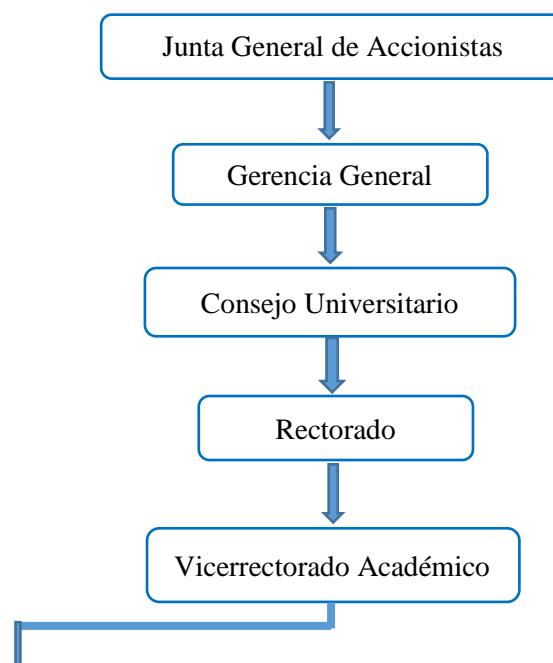 Junta General de Accionistas
Gerencia General
Consejo Universitario
Rectorado
Vicerrectorado Académico